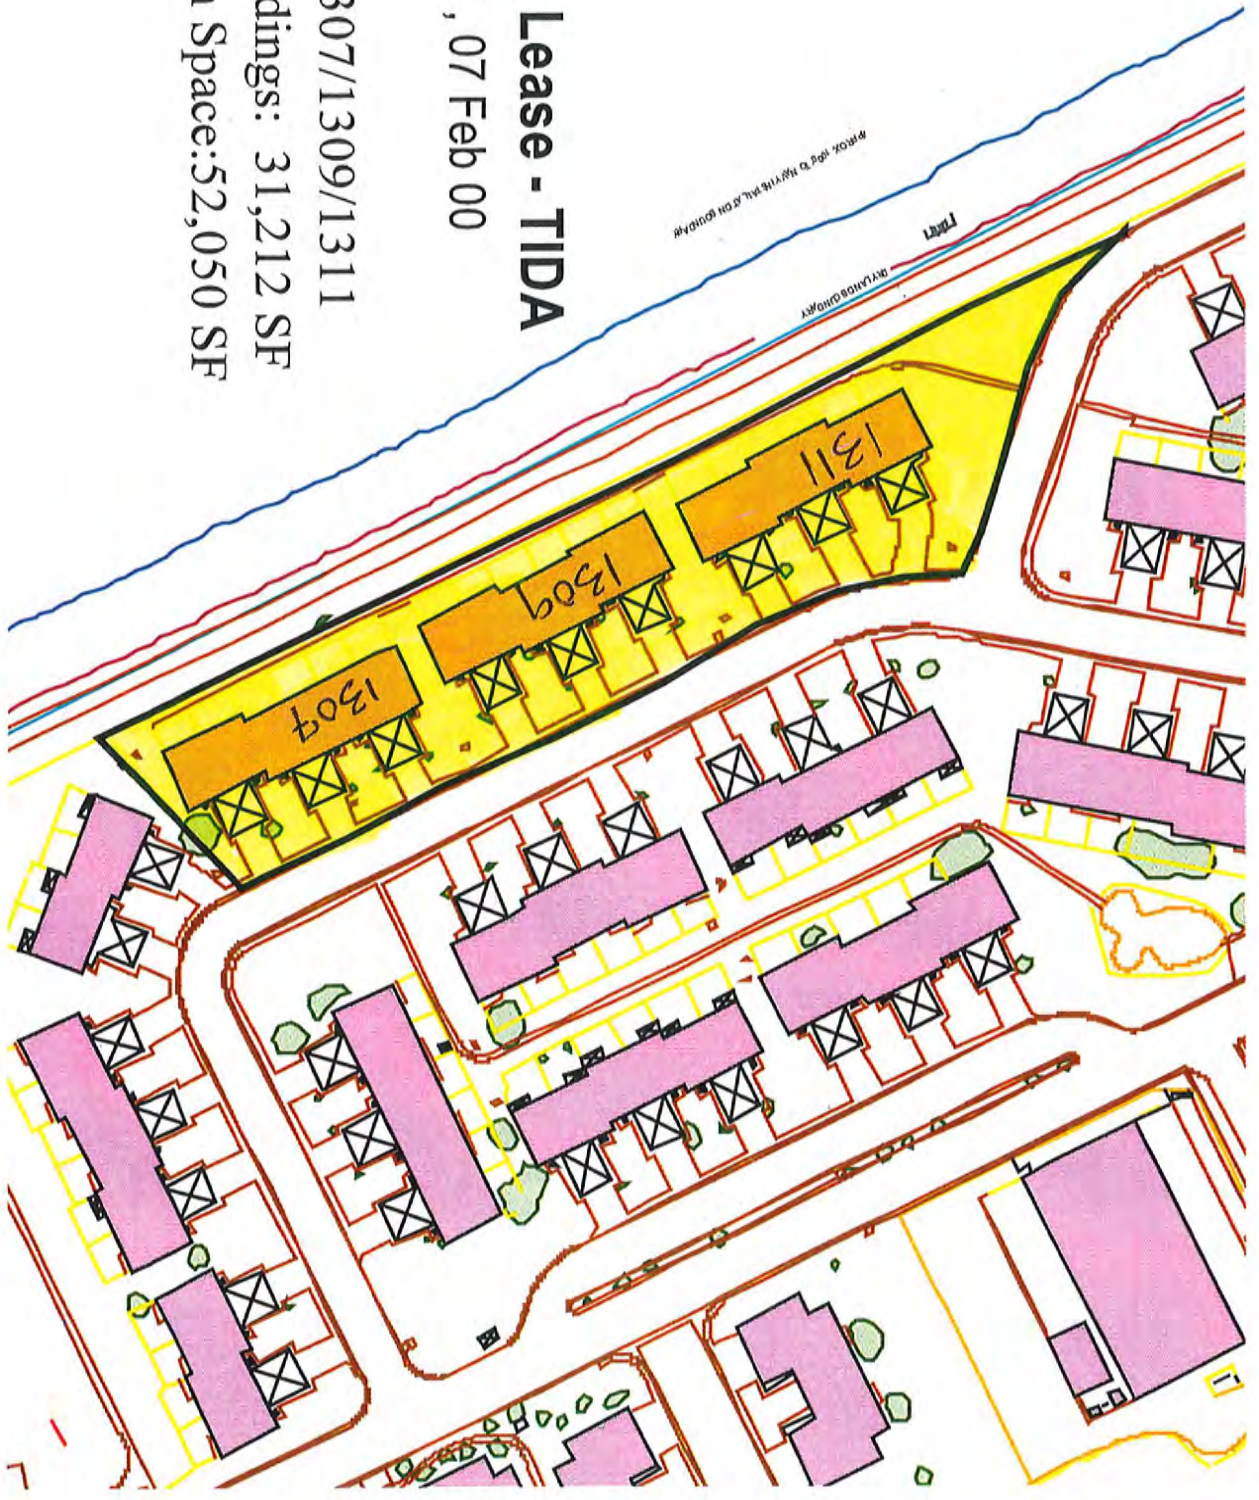 Lease - TIDA
, 07 Feb 00
307/1309/1311
dings: 31,212 SF
n Space:52,050 SF
1311
1309
1307